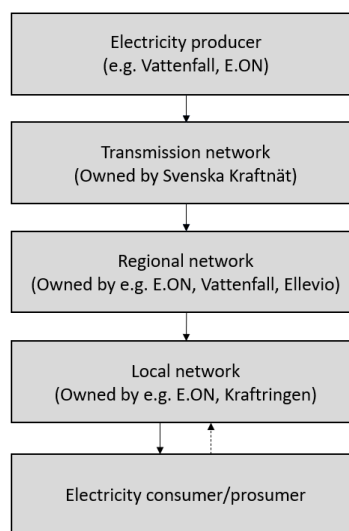 Electricity producer
(e.g. Vattenfall, E.ON)
Transmission network
(Owned by Svenska Kraftnät)
Regional network
(Owned by e.g. E.ON, Vattenfall, Ellevio)
Local network
(Owned by e.g. E.ON, Kraftringen)
Electricity consumer/prosumer